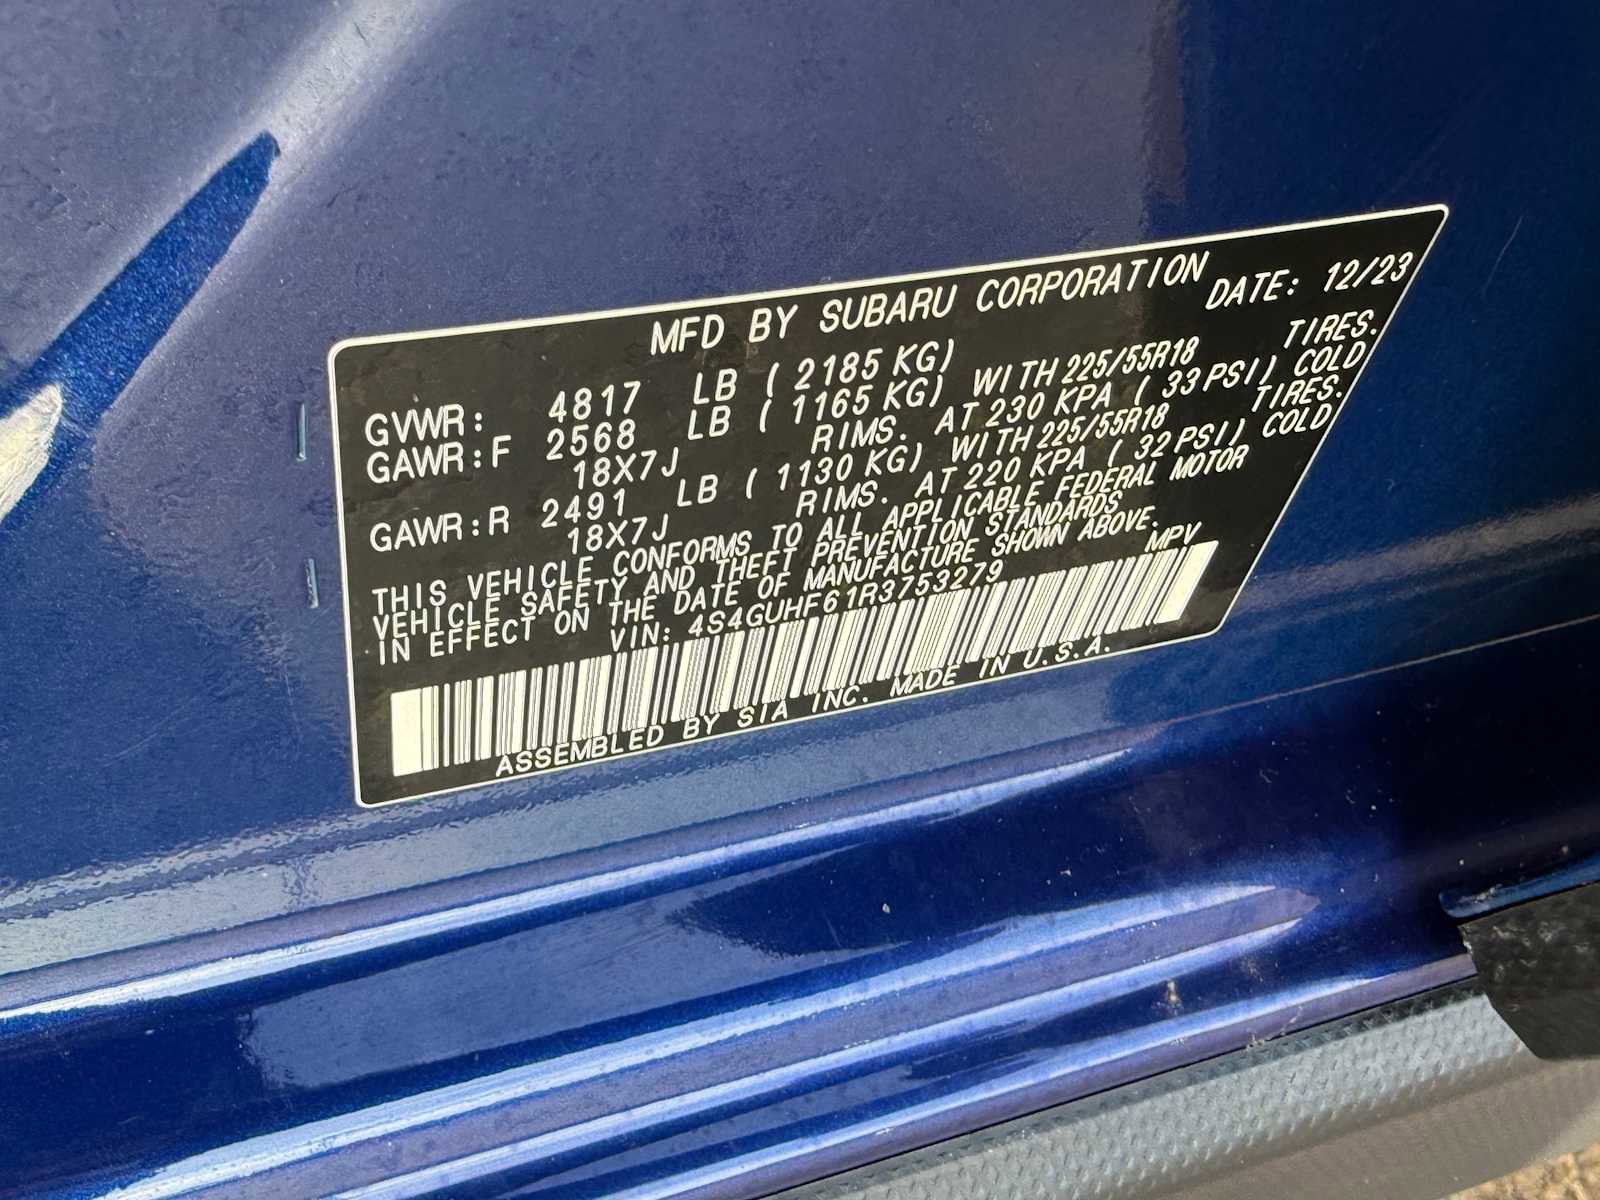 MFD BY SUBARU CORPORATION DATE: 12/23
GVWR: 4817 LB ( 2185 KG)
GAWR:F 2568 LB ( 1165 KG) WITH 225/55R18 TIRES.
18X7J RIMS. AT 230 KPA ( 33 PSI) COLD
GAWR:R 2491 LB ( 1130 KG) WITH 225/55R18 TIRES.
18X7J RIMS. AT 220 KPA ( 32 PSI) COLD
THIS VEHICLE CONFORMS TO ALL APPLICABLE FEDERAL MOTOR
VEHICLE SAFETY AND THEFT PREVENTION STANDARDS
IN EFFECT ON THE DATE OF MANUFACTURE SHOWN ABOVE.
VIN: 4S4GUHF61R3753279 MPV
ASSEMBLED BY SIA INC. MADE IN U.S.A.